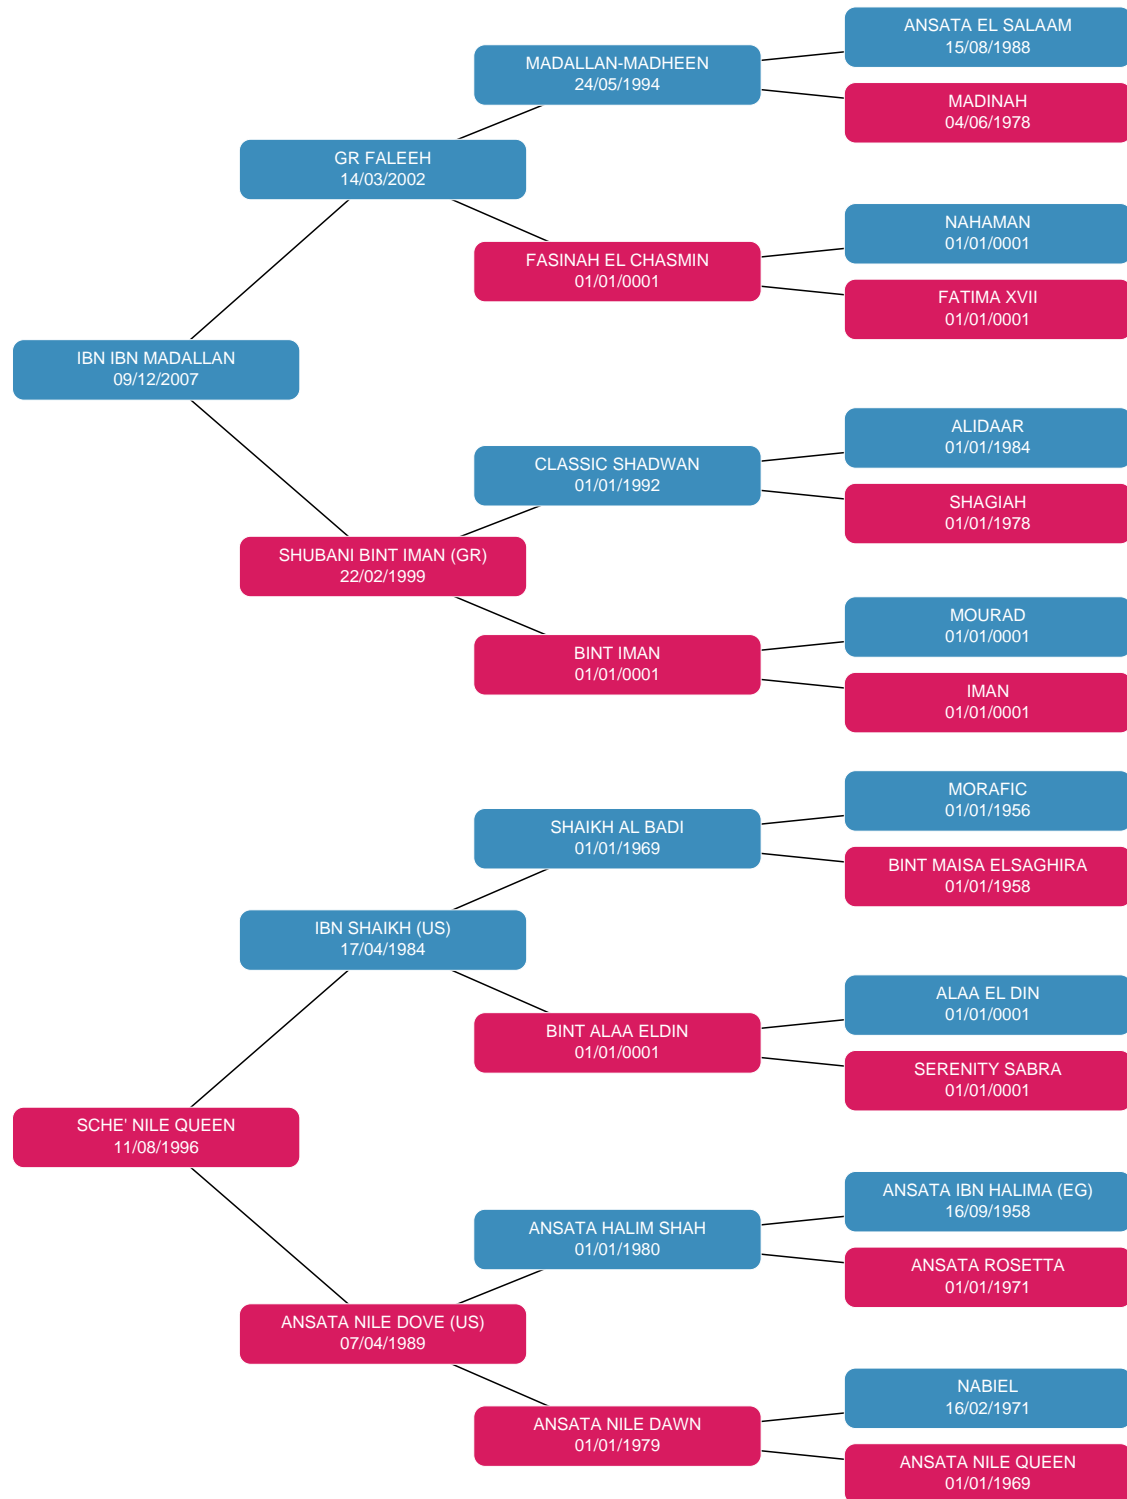 ANSATA EL SALAAM
15/08/1988
MADALLAN-MADHEEN
24/05/1994
MADINAH
04/06/1978
GR FALEEH
14/03/2002
NAHAMAN
01/01/0001
FASINAH EL CHASMIN
01/01/0001
FATIMA XVII
01/01/0001
IBN IBN MADALLAN
09/12/2007
ALIDAAR
01/01/1984
CLASSIC SHADWAN
01/01/1992
SHAGIAH
01/01/1978
SHUBANI BINT IMAN (GR)
22/02/1999
MOURAD
01/01/0001
BINT IMAN
01/01/0001
IMAN
01/01/0001
MORAFIC
01/01/1956
SHAIKH AL BADI
01/01/1969
BINT MAISA ELSAGHIRA
01/01/1958
IBN SHAIKH (US)
17/04/1984
ALAA EL DIN
01/01/0001
BINT ALAA ELDIN
01/01/0001
SERENITY SABRA
01/01/0001
SCHE' NILE QUEEN
11/08/1996
ANSATA IBN HALIMA (EG)
16/09/1958
ANSATA HALIM SHAH
01/01/1980
ANSATA ROSETTA
01/01/1971
ANSATA NILE DOVE (US)
07/04/1989
NABIEL
16/02/1971
ANSATA NILE DAWN
01/01/1979
ANSATA NILE QUEEN
01/01/1969